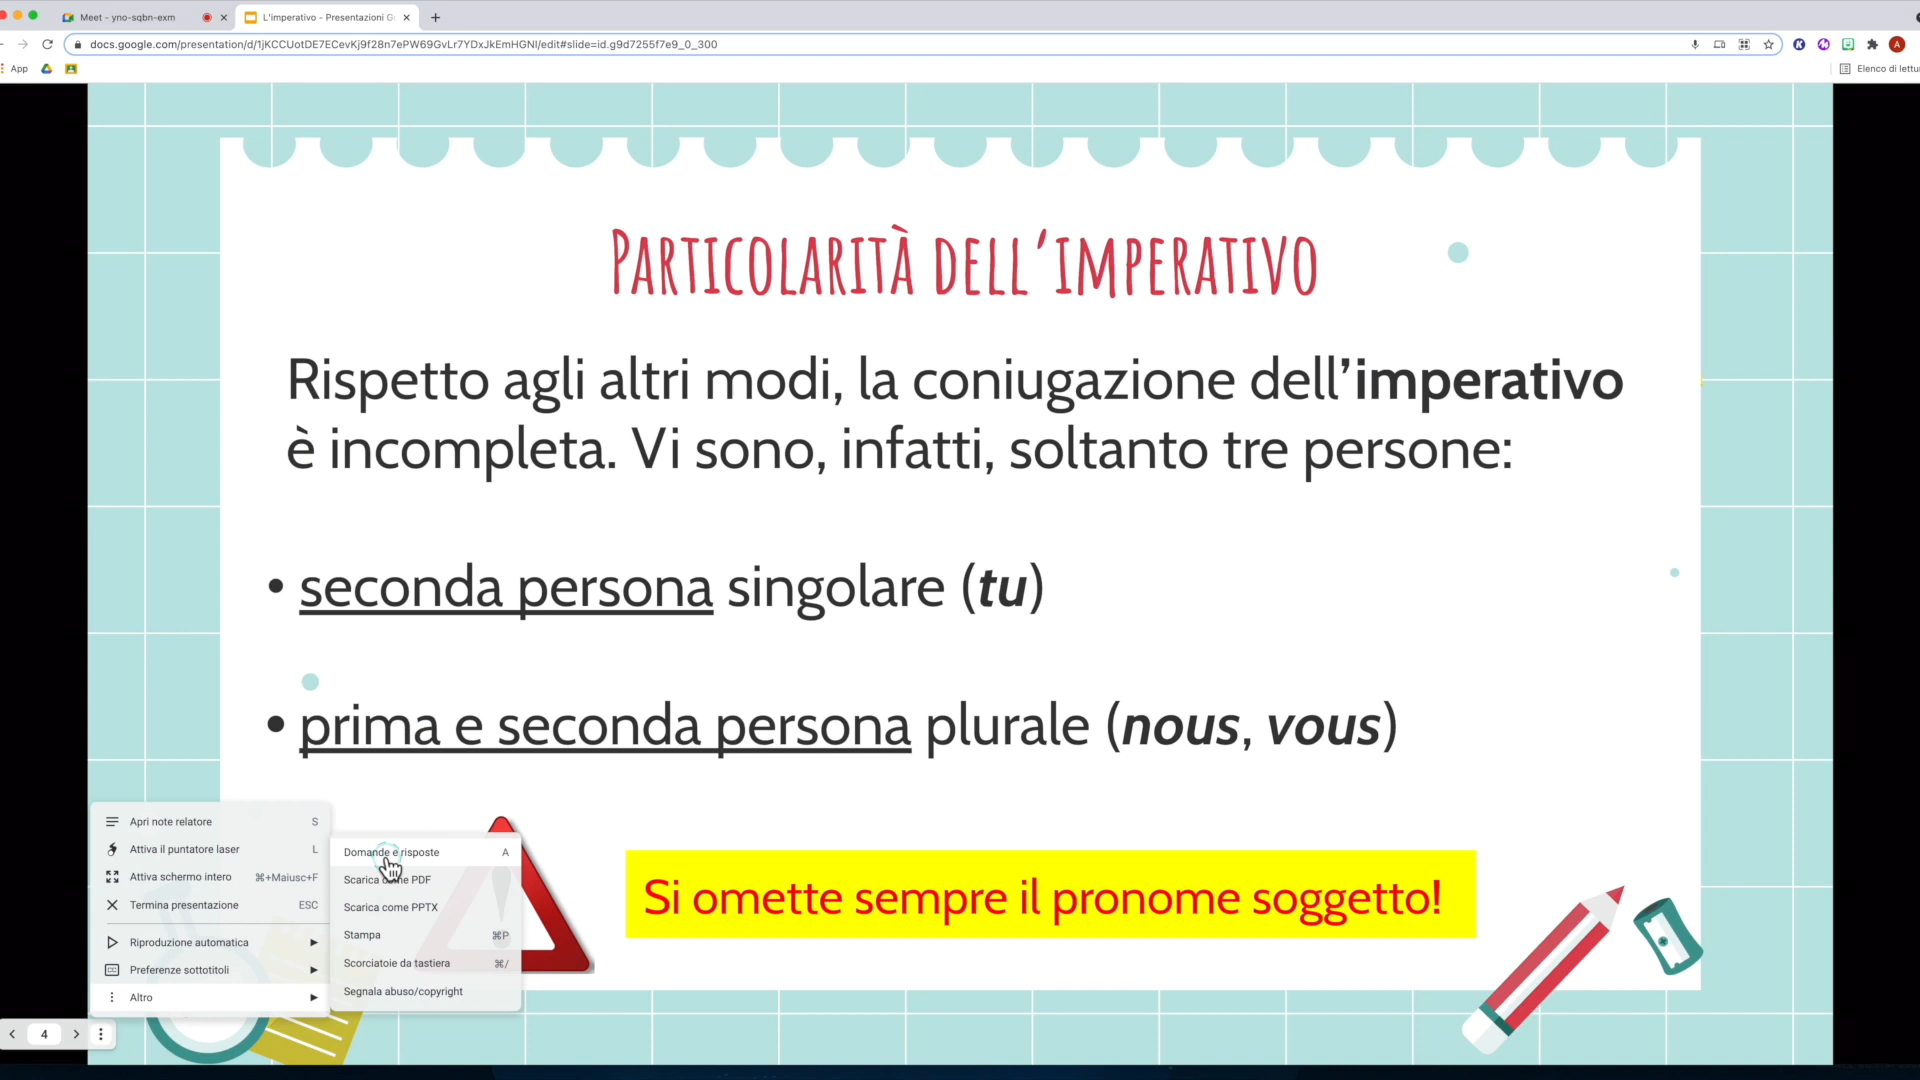 Meet - yno-sqbn-exm
L'imperativo - Presentazioni G
docs.google.com/presentation/d/1jKCCUotDE7ECevKj9f28n7ePW69GvLr7YDxJkEmHGNI/edit#slide=id.g9d7255f7e9_0_300
A
App
Elenco di lettu
Particolarità dell'imperativo
Rispetto agli altri modi, la coniugazione dell'imperativo
è incompleta. Vi sono, infatti, soltanto tre persone:
• seconda persona singolare (tu)
• prima e seconda persona plurale (nous, vous)
Si omette sempre il pronome soggetto!
Apri note relatore S
Attiva il puntatore laser L
Attiva schermo intero ⌘+Maiusc+F
Termina presentazione ESC
Riproduzione automatica
Preferenze sottotitoli
Altro
Domande e risposte A
Scarica come PDF
Scarica come PPTX
Stampa ⌘P
Scorciatoie da tastiera ⌘/
Segnala abuso/copyright
4